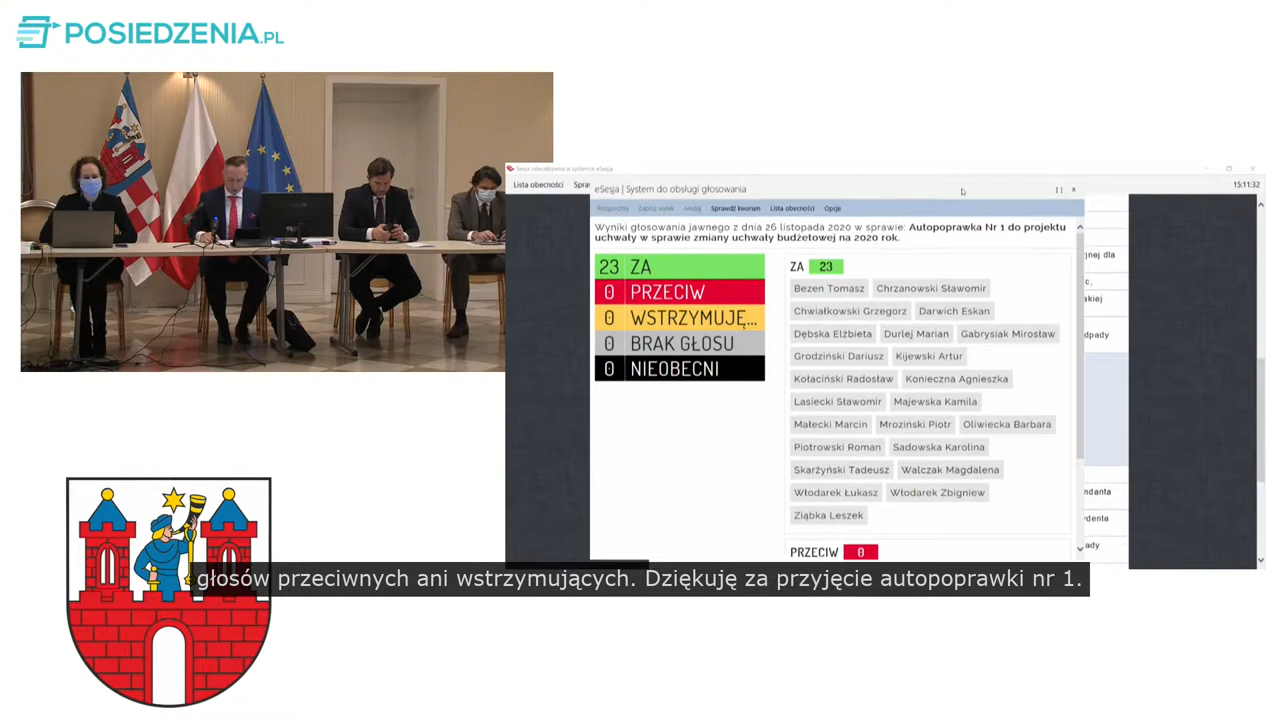 POSIEDZENIA.PL
Sesja interaktywna w systemie eSesja
Lista obecności
15:11:32
eSesja | System do obsługi głosowania
Rozpocznij Zapisz wynik Anuluj Sprawdź kworum Lista obecności Opcje
Wyniki głosowania jawnego z dnia 26 listopada 2020 w sprawie: Autopoprawka Nr 1 do projektu
uchwały w sprawie zmiany uchwały budżetowej na 2020 rok.
23 ZA
0 PRZECIW
0 WSTRZYMUJĘ...
0 BRAK GŁOSU
0 NIEOBECNI
ZA 23
Bezen Tomasz Chrzanowski Sławomir
Chwiałkowski Grzegorz Darwich Eskan
Dębska Elżbieta Durlej Marian Gabrysiak Mirosław
Grodziński Dariusz Kijewski Artur
Kołaciński Radosław Konieczna Agnieszka
Lasiecki Sławomir Majewska Kamila
Małecki Marcin Mroziński Piotr Oliwiecka Barbara
Piotrowski Roman Sadowska Karolina
Skarżyński Tadeusz Walczak Magdalena
Włodarek Łukasz Włodarek Zbigniew
Ziąbka Leszek
PRZECIW 0
głosów przeciwnych ani wstrzymujących. Dziękuję za przyjęcie autopoprawki nr 1.